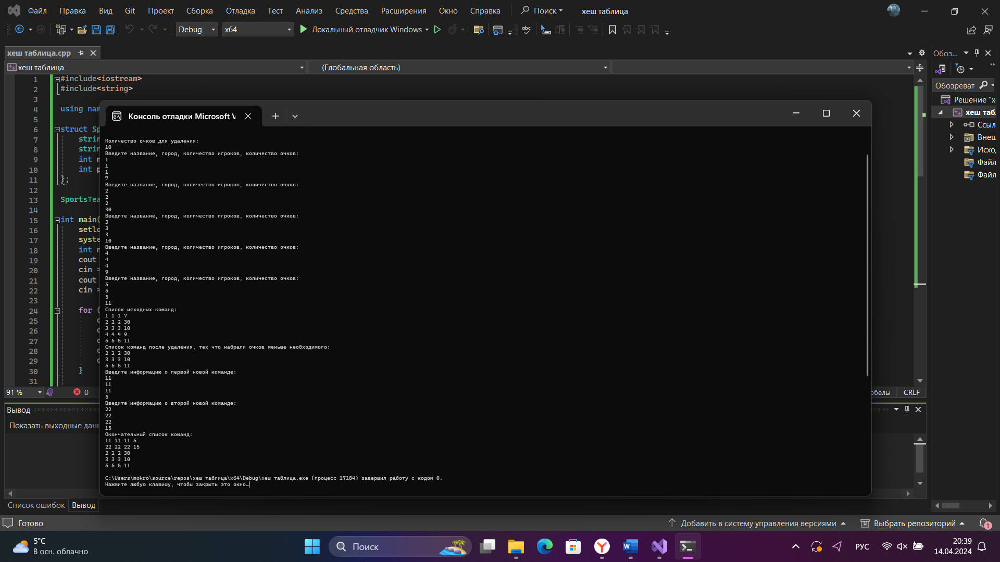 Файл Правка Вид Git Проект Сборка Отладка Тест Анализ Средства Расширения Окно Справка Поиск хеш таблица
Debug x64 Локальный отладчик Windows
хеш таблица.cpp
Обоз...
хеш таблица (Глобальная область)
Обозреват
Решение "х
хеш таб
Ссыл
Внеш
Исхо
Файл
Файл
1 #include<iostream>
2 #include<string>
3
4 using nam
5
6 struct Sp
7 strin
8 strin
9 int n
10 int p
11 };
12
13 SportsTea
14
15 int main(
16 setlo
17 syste
18 int n
19 cout
20 cin >
21 cout
22 cin >
23
24 for (
25 c
26 c
27 c
28 c
29 c
30 }
31
Консоль отладки Microsoft V
Количество очков для удаления:
10
Введите название, город, количество игроков, количество очков:
1
1
1
7
Введите название, город, количество игроков, количество очков:
2
2
2
30
Введите название, город, количество игроков, количество очков:
3
3
3
10
Введите название, город, количество игроков, количество очков:
4
4
4
9
Введите название, город, количество игроков, количество очков:
5
5
5
11
Список исходных команд:
1 1 1 7
2 2 2 30
3 3 3 10
4 4 4 9
5 5 5 11
Список команд после удаления, тех что набрали очков меньше необходимого:
2 2 2 30
3 3 3 10
5 5 5 11
Введите информацию о первой новой команде:
11
11
11
5
Введите информацию о второй новой команде:
22
22
22
15
Окончательный список команд:
11 11 11 5
22 22 22 15
2 2 2 30
3 3 3 10
5 5 5 11
C:\Users\mokro\source\repos\хеш таблица\x64\Debug\хеш таблица.exe (процесс 17184) завершил работу с кодом 0.
Нажмите любую клавишу, чтобы закрыть это окно…
91 % 0 обелы CRLF
Вывод
Показать выходные данн
Список ошибок Вывод
Готово Добавить в систему управления версиями Выбрать репозиторий 1
5°C
В осн. облачно
Поиск
РУС
20:39
14.04.2024